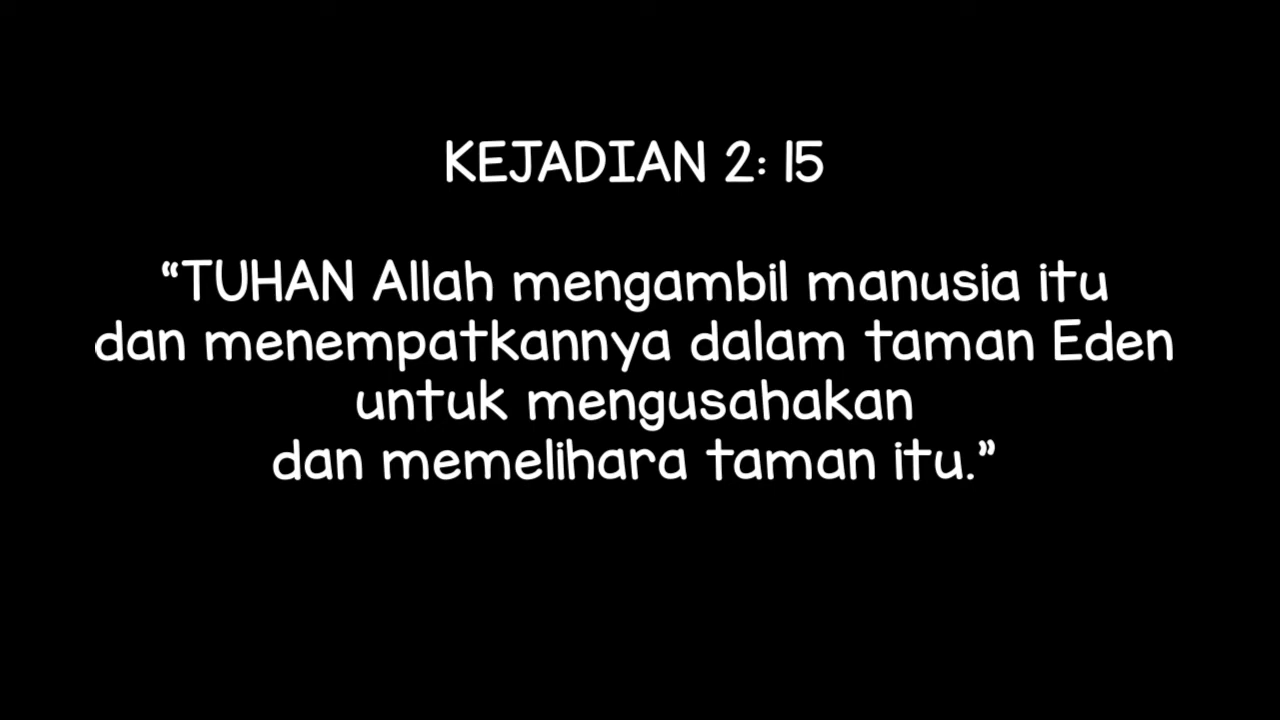 KEJADIAN 2: 15
“TUHAN Allah mengambil manusia itu
dan menempatkannya dalam taman Eden
untuk mengusahakan
dan memelihara taman itu.”